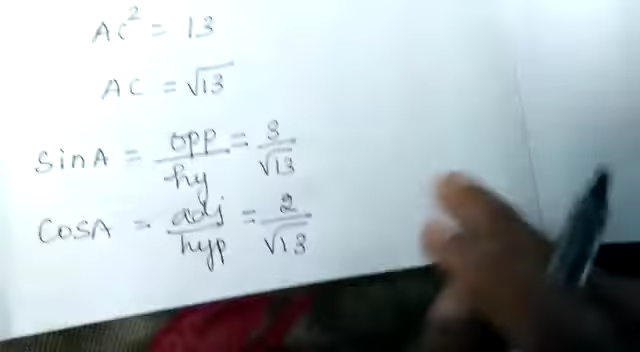 AC² = 13
AC = √13
SinA = opp/hy = 3/√13
COSA = adj/hyp = 2/√13